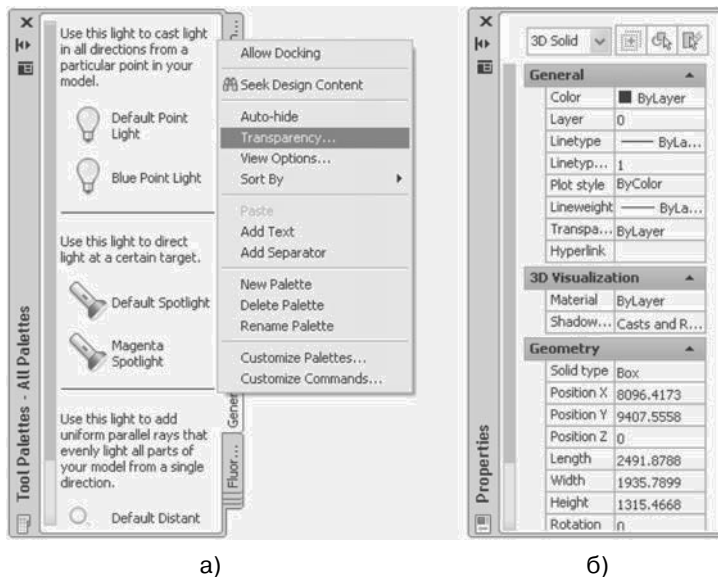 Use this light to cast light
in all directions from a
particular point in your
model.
Default Point
Light
Blue Point Light
Use this light to direct
light at a certain target.
Default Spotlight
Magenta
Spotlight
Use this light to add
uniform parallel rays that
evenly light all parts of
your model from a single
direction.
Default Distant
Tool Palettes - All Palettes
Allow Docking
Seek Design Content
Auto-hide
Transparency...
View Options...
Sort By
Paste
Add Text
Add Separator
New Palette
Delete Palette
Rename Palette
Customize Palettes...
Customize Commands...
Gener
Fluor...
а)
3D Solid
General
Color ByLayer
Layer 0
Linetype ByLa...
Linetyp... 1
Plot style ByColor
Lineweight ByLa...
Transpa... ByLayer
Hyperlink
3D Visualization
Material ByLayer
Shadow... Casts and R...
Geometry
Solid type Box
Position X 8096.4173
Position Y 9407.5558
Position Z 0
Length 2491.8788
Width 1935.7899
Height 1315.4668
Rotation 0
Properties
б)